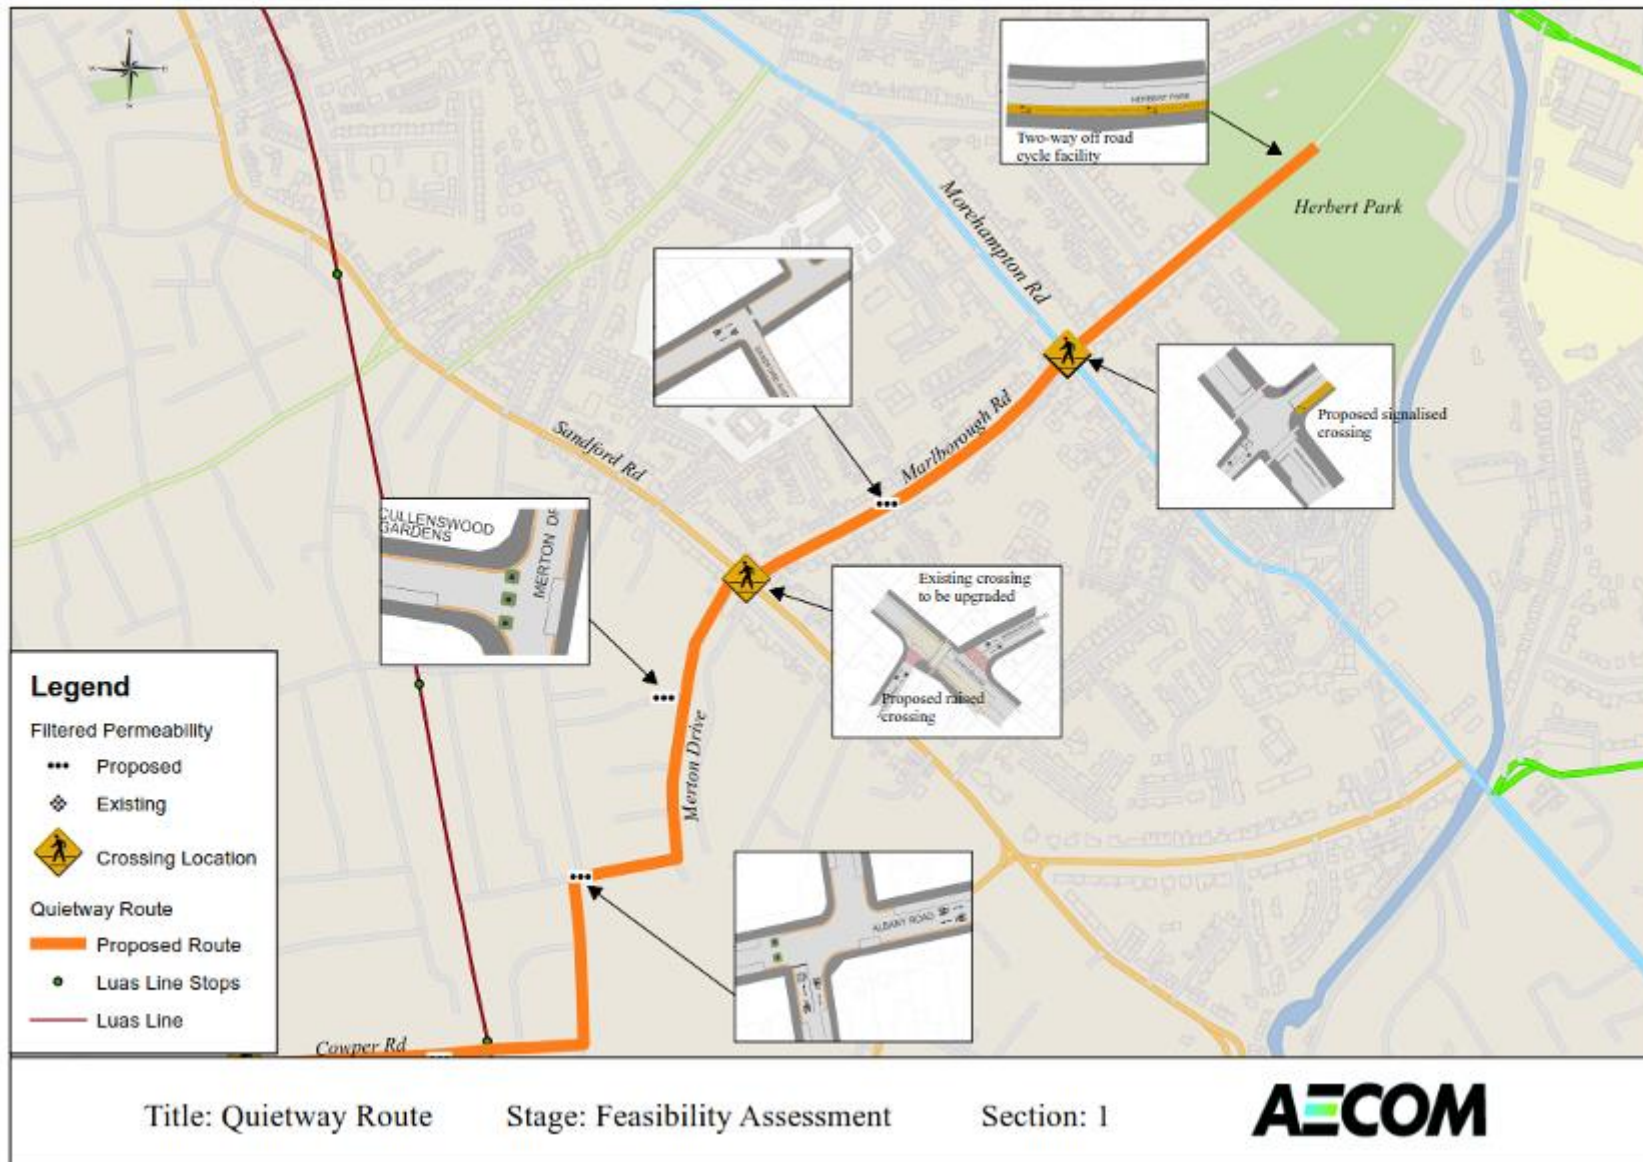 N
W
E
S
HERBERT PARK
Two-way off road
cycle facility
Herbert Park
Morehampton Rd
Proposed signalised
crossing
Marlborough Rd
Sandford Rd
CULLENSWOOD
GARDENS
MERTON DR
Existing crossing
to be upgraded
Proposed raised
crossing
Merton Drive
ALBANY ROAD
Cowper Rd
Legend
Filtered Permeability
Proposed
Existing
Crossing Location
Quietway Route
Proposed Route
Luas Line Stops
Luas Line
Title: Quietway Route
Stage: Feasibility Assessment
Section: 1
AECOM